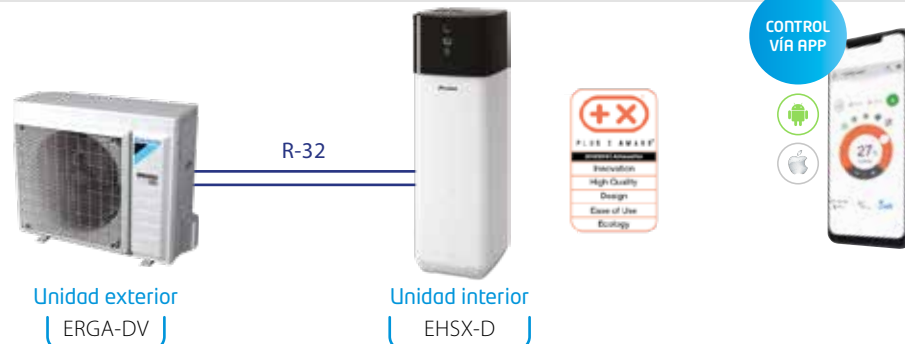 CONTROL
VÍA APP
R-32
+X
PLUS X AWARD®
Innovation
High Quality
Design
Ease of Use
Ecology
27
Unidad exterior
ERGA-DV
Unidad interior
EHSX-D